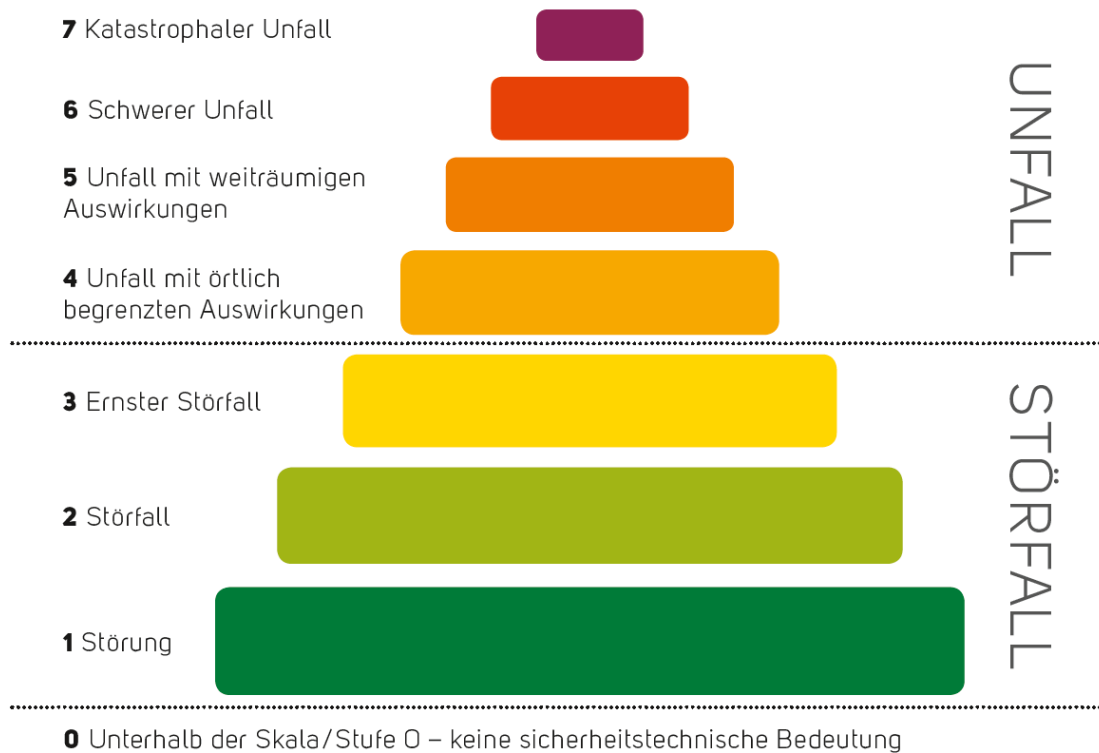 7 Katastrophaler Unfall
6 Schwerer Unfall
5 Unfall mit weiträumigen
Auswirkungen
4 Unfall mit örtlich
begrenzten Auswirkungen
UNFALL
3 Ernster Störfall
2 Störfall
1 Störung
STÖRFALL
0 Unterhalb der Skala/Stufe 0 – keine sicherheitstechnische Bedeutung